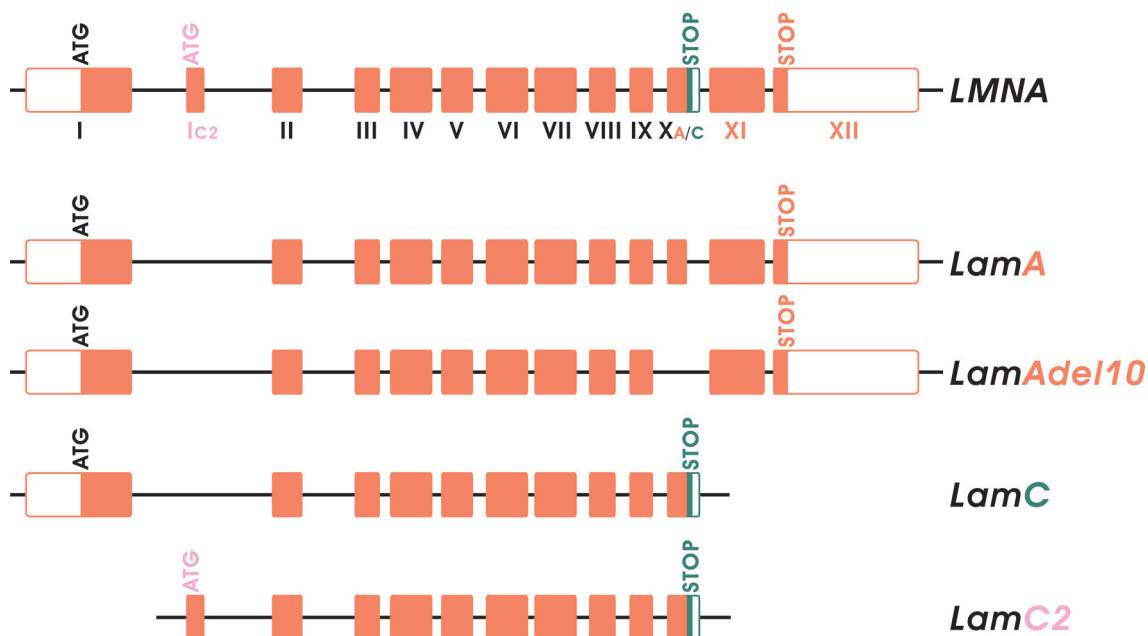 ATG ATG STOP STOP
LMNA
I IC2 II III IV V VI VII VIII IX XA/C XI XII
ATG STOP
LamA
ATG STOP
LamAdel10
ATG STOP
LamC
ATG STOP
LamC2